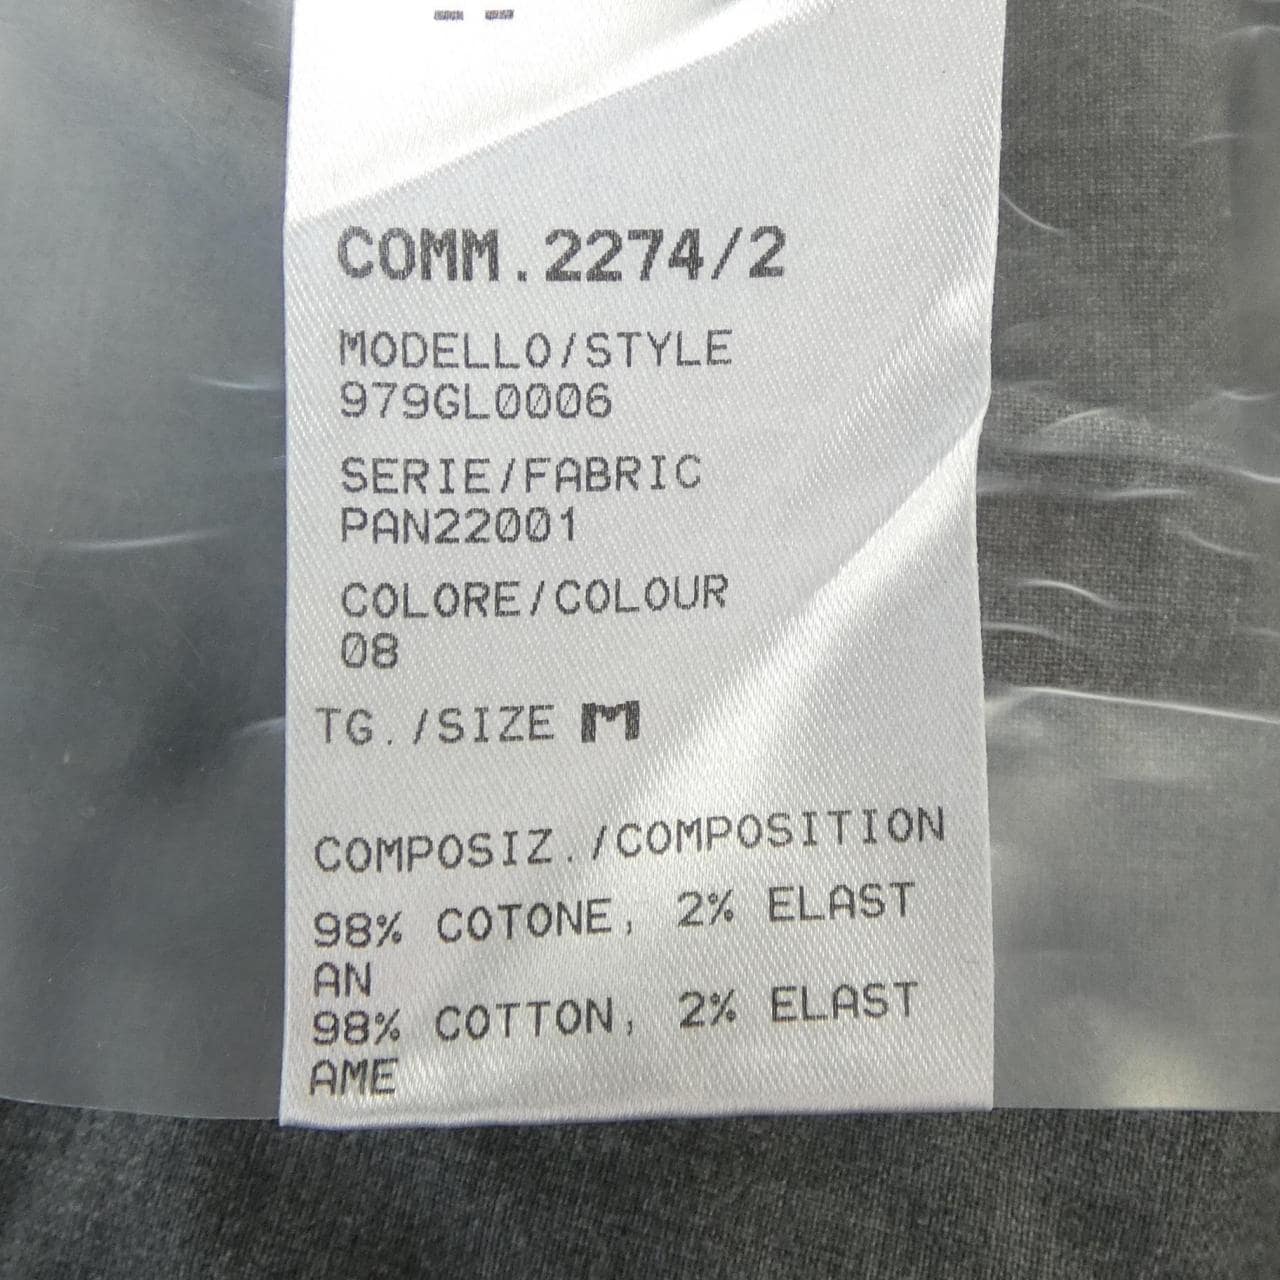 COMM.2274/2
MODELLO/STYLE
979GL0006
SERIE/FABRIC
PAN22001
COLORE/COLOUR
08
TG./SIZE M
COMPOSIZ./COMPOSITION
98% COTONE, 2% ELAST
AN
98% COTTON, 2% ELAST
AME